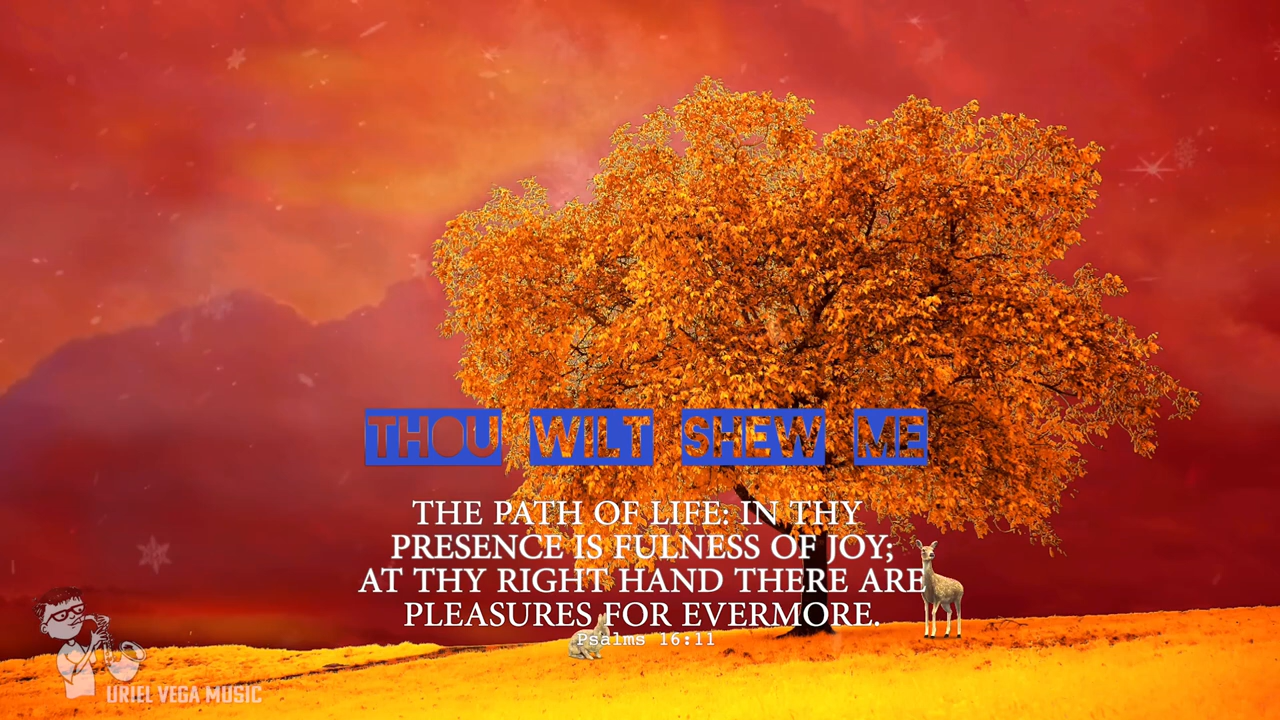 THOU WILT SHEW ME
THE PATH OF LIFE: IN THY
PRESENCE IS FULNESS OF JOY;
AT THY RIGHT HAND THERE ARE
PLEASURES FOR EVERMORE.
Psalms 16:11
URIEL VEGA MUSIC